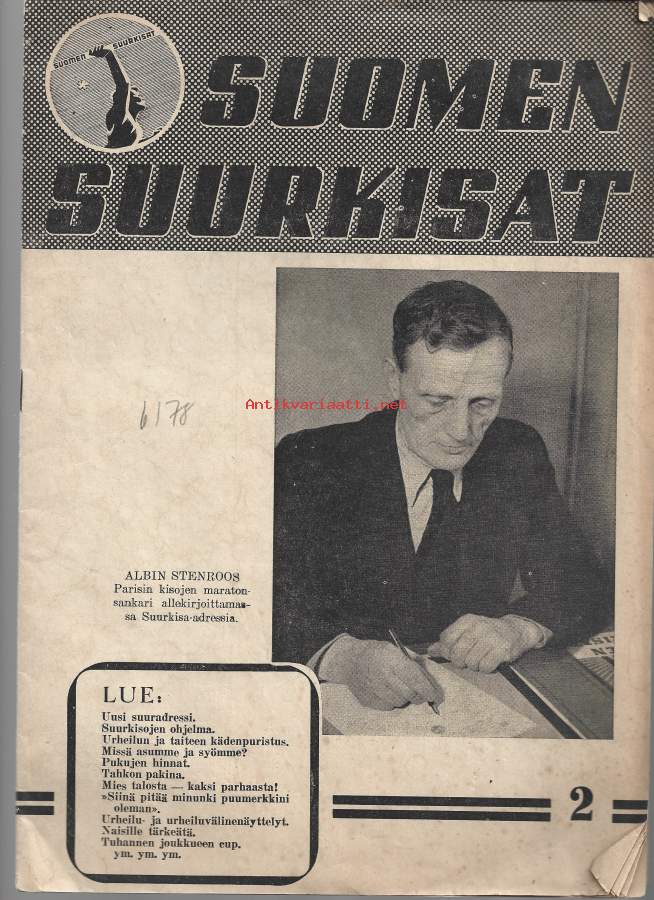 SUOMEN SUURKISAT
SUOMEN
SUURKISAT
Antikvariaatti.net
6178
ALBIN STENROOS
Parisin kisojen maraton-
sankari allekirjoittamas-
sa Suurkisa-adressia.
LUE:
Uusi suuradressi.
Suurkisojen ohjelma.
Urheilun ja taiteen kädenpuristus.
Missä asumme ja syömme?
Pukujen hinnat.
Tahkon pakina.
Mies talosta — kaksi parhaasta!
»Siinä pitää minunki puumerkkini
oleman».
Urheilu- ja urheiluvälinenäyttelyt.
Naisille tärkeätä.
Tuhannen joukkueen cup.
ym. ym. ym.
2